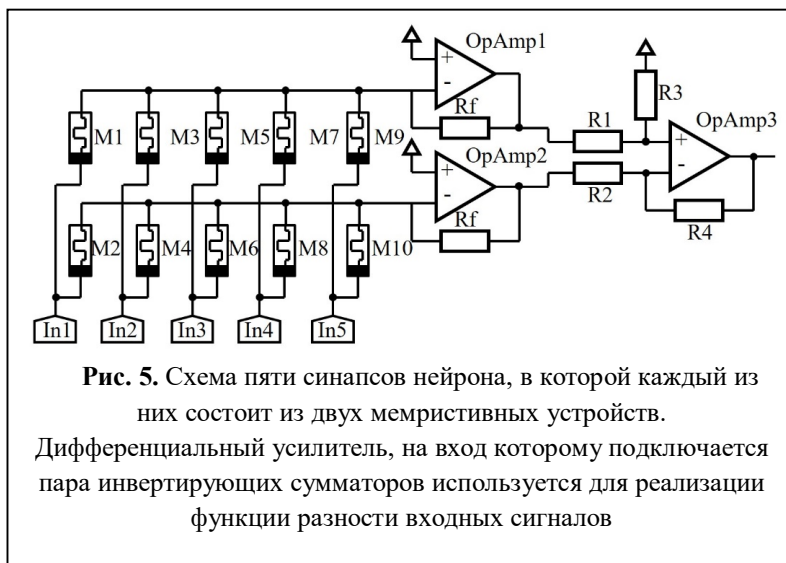 OpAmp1
+
-
Rf
R3
M1 M3 M5 M7 M9
R1
OpAmp3
+
-
OpAmp2
+
-
R2
Rf
R4
M2 M4 M6 M8 M10
In1 In2 In3 In4 In5
Рис. 5. Схема пяти синапсов нейрона, в которой каждый из
них состоит из двух мемристивных устройств.
Дифференциальный усилитель, на вход которому подключается
пара инвертирующих сумматоров используется для реализации
функции разности входных сигналов